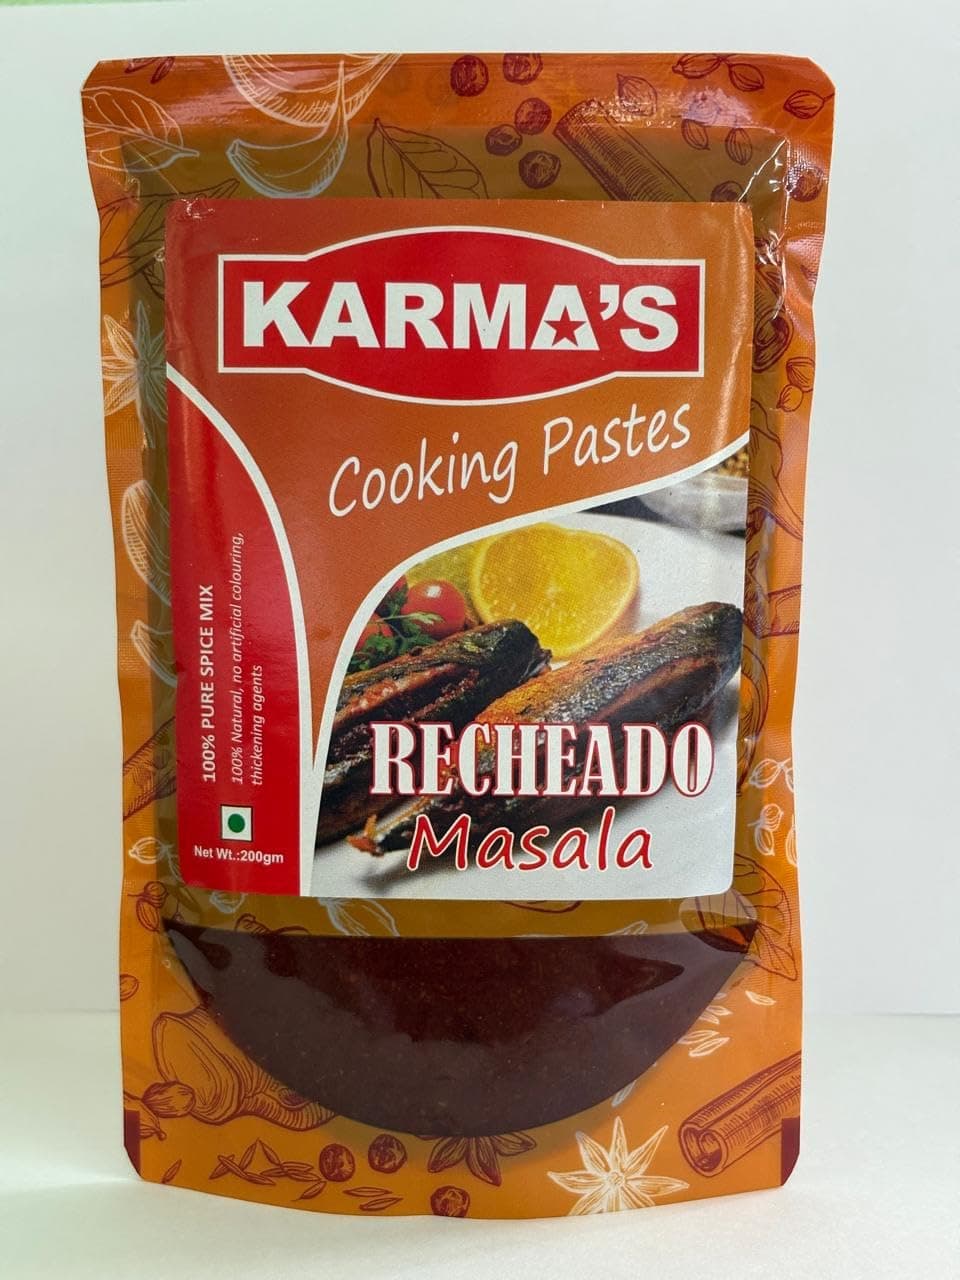 KARMA'S
Cooking Pastes
100% PURE SPICE MIX
100% Natural, no artificial colouring,
thickening agents
Net Wt.:200gm
RECHEADO
Masala